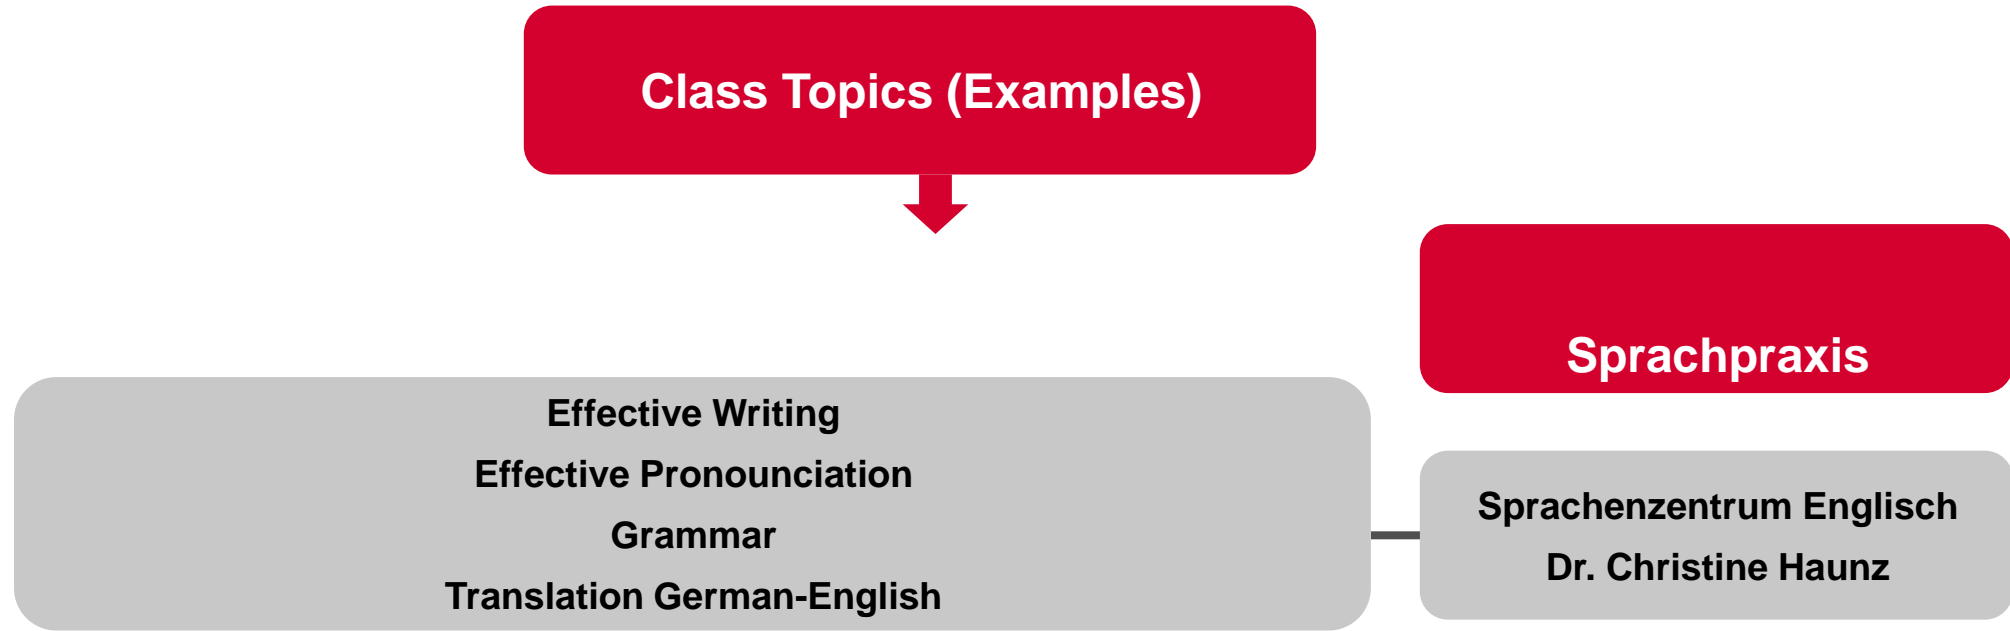 Class Topics (Examples)
Sprachpraxis
Effective Writing
Effective Pronounciation
Grammar
Translation German-English
Sprachenzentrum Englisch
Dr. Christine Haunz